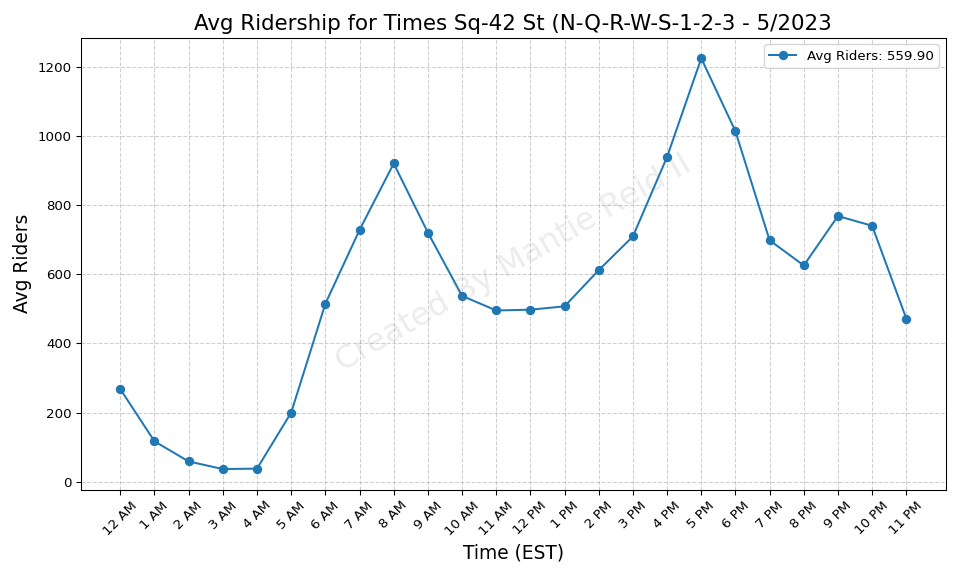 Avg Ridership for Times Sq-42 St (N-Q-R-W-S-1-2-3 - 5/2023
Avg Riders: 559.90
1200
1000
800
600
400
200
0
Avg Riders
Created By Mantie Reid II
12 AM 1 AM 2 AM 3 AM 4 AM 5 AM 6 AM 7 AM 8 AM 9 AM 10 AM 11 AM 12 PM 1 PM 2 PM 3 PM 4 PM 5 PM 6 PM 7 PM 8 PM 9 PM 10 PM 11 PM
Time (EST)